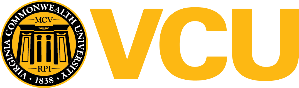 VIRGINIA COMMONWEALTH UNIVERSITY
MCV
RPI
· 1838 ·
VCU